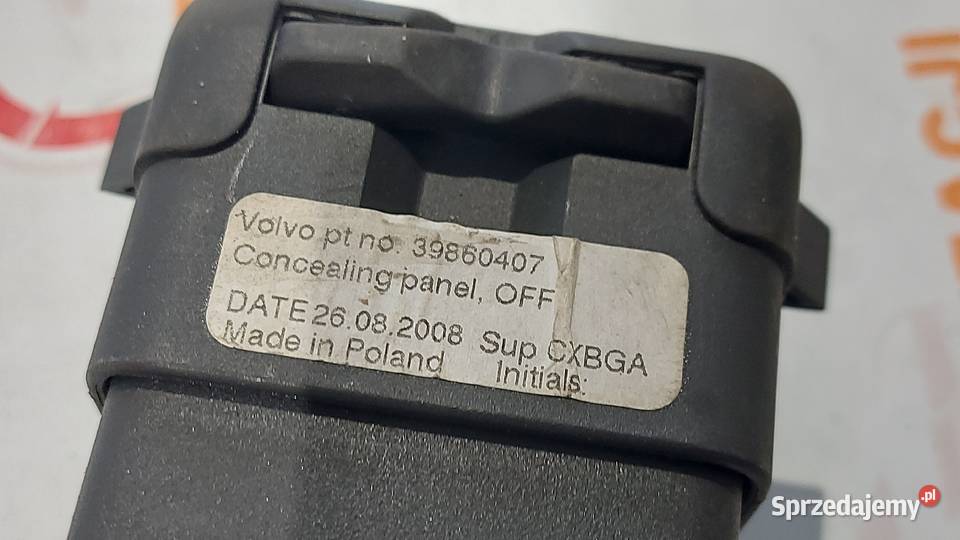 Volvo pt no. 39860407
Concealing panel, OFF
DATE 26.08.2008 Sup CXBGA
Made in Poland Initials:
Sprzedajemy.pl